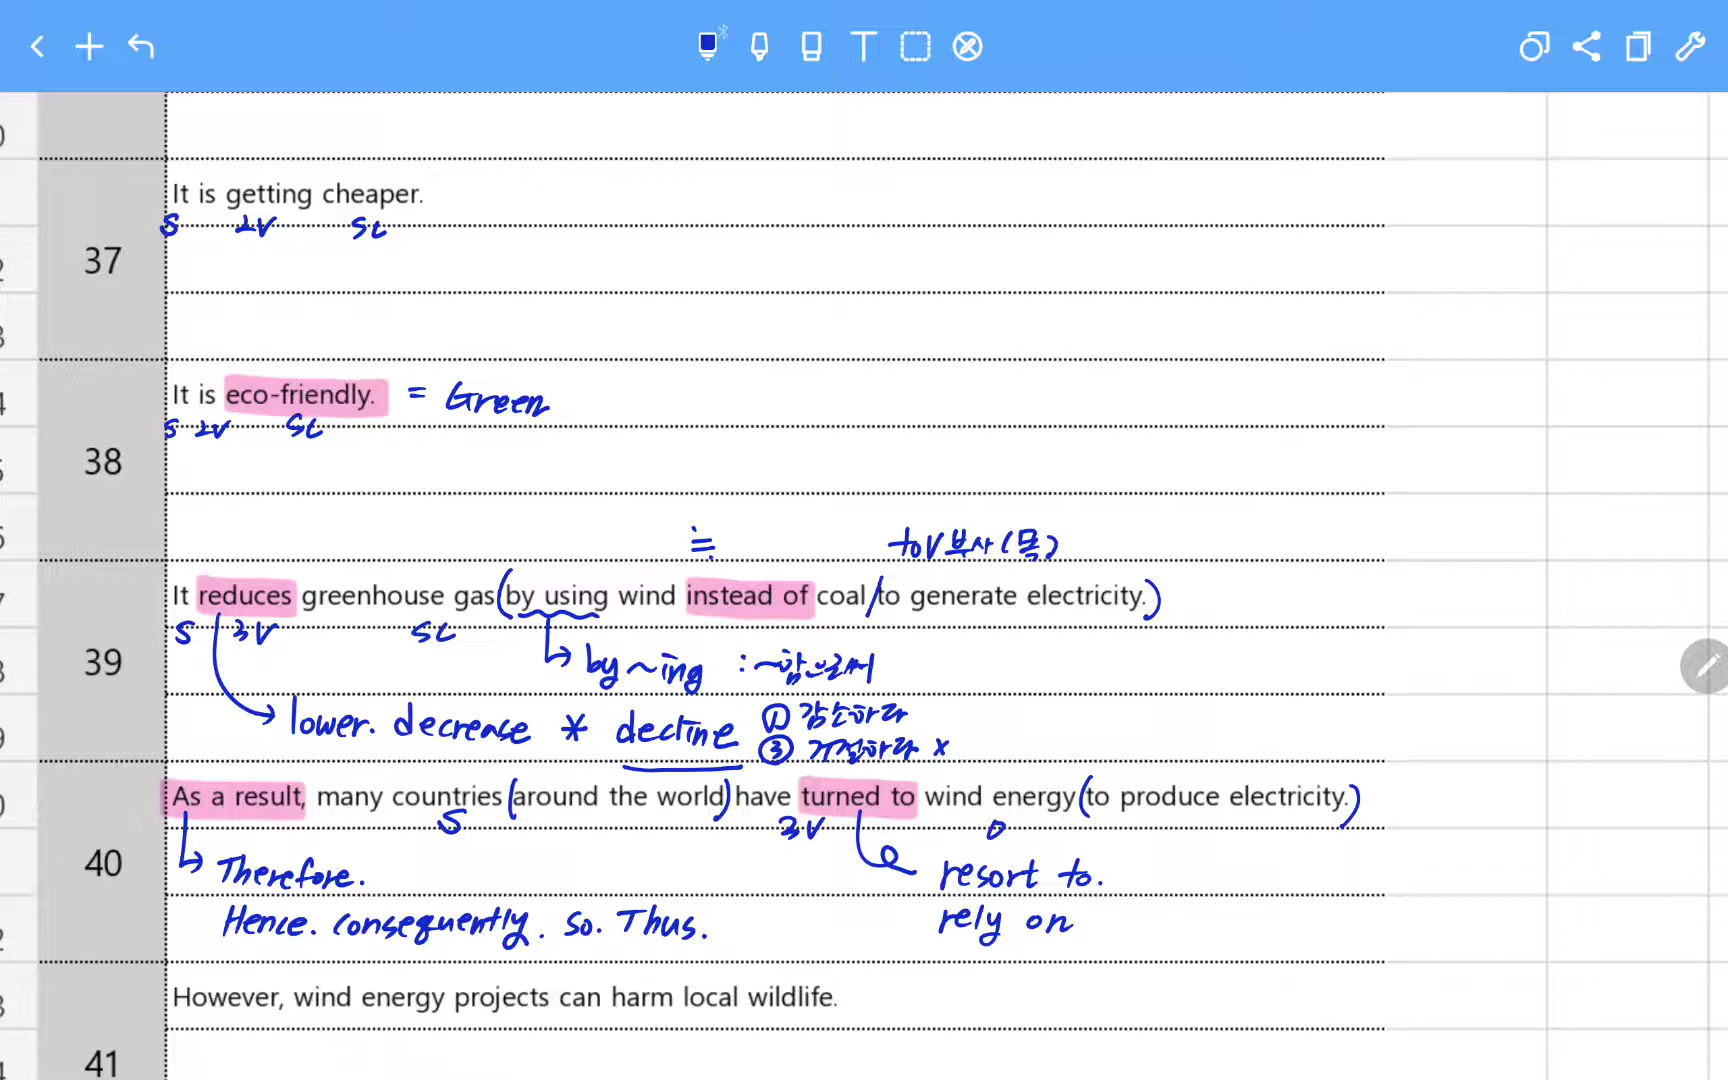 It is getting cheaper.
S 2V SC
37
It is eco-friendly. = Green
S 2V SC
38
≒ toV부사(목)
It reduces greenhouse gas (by using wind instead of coal / to generate electricity.)
S 3V SC
39
↳ by ~ing : ~함으로써
lower. decrease * decline ① 감소하다
③ 거절하다 x
As a result, many countries (around the world) have turned to wind energy (to produce electricity.)
S 3V O
40
Therefore. resort to.
Hence. consequently. so. Thus. rely on
However, wind energy projects can harm local wildlife.
41